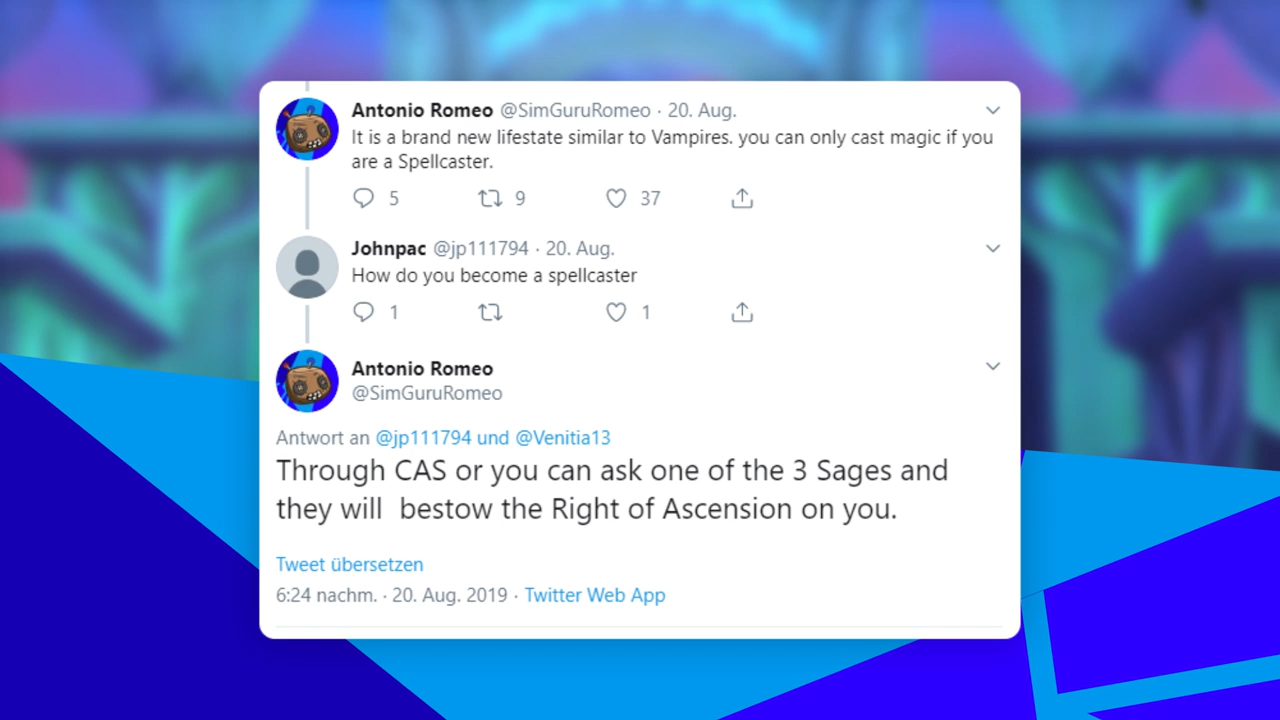 Antonio Romeo @SimGuruRomeo · 20. Aug.
It is a brand new lifestate similar to Vampires. you can only cast magic if you
are a Spellcaster.
5 9 37
Johnpac @jp111794 · 20. Aug.
How do you become a spellcaster
1 1
Antonio Romeo
@SimGuruRomeo
Antwort an @jp111794 und @Venitia13
Through CAS or you can ask one of the 3 Sages and
they will  bestow the Right of Ascension on you.
Tweet übersetzen
6:24 nachm. · 20. Aug. 2019 · Twitter Web App